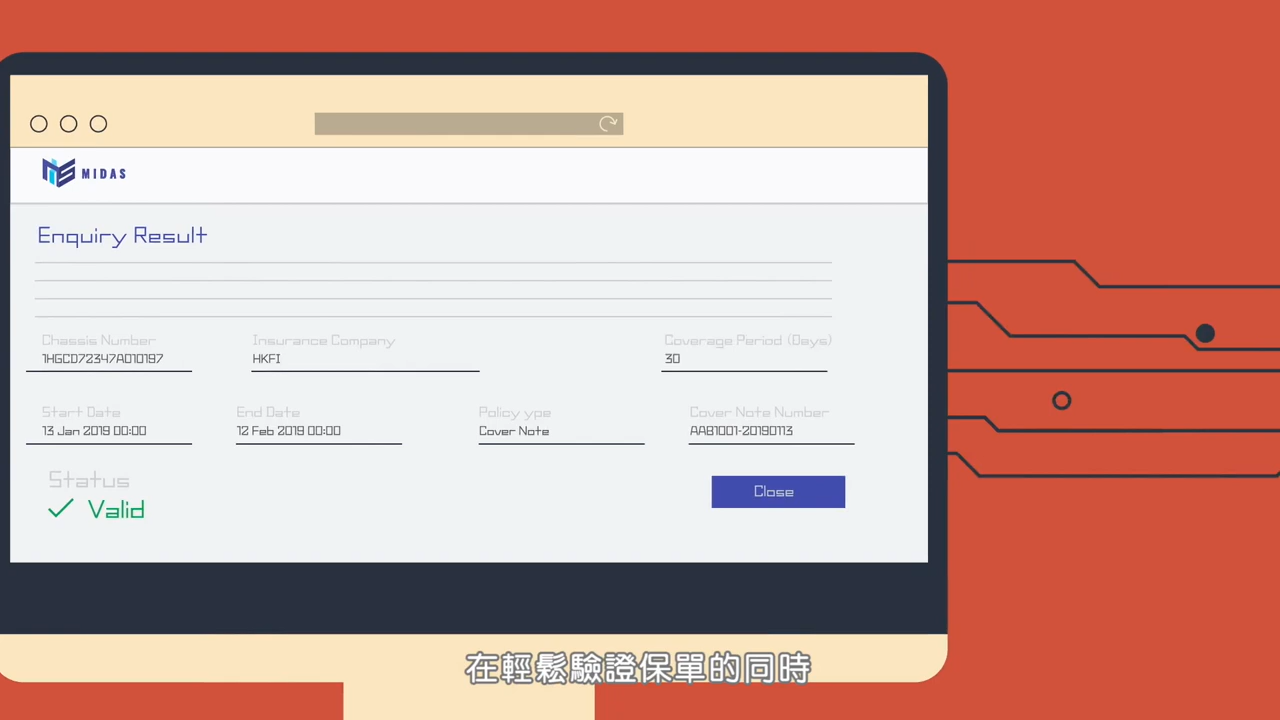 MIDAS
Enquiry Result
Chassis Number Insurance Company Coverage Period (Days)
1HGCD72347A010197 HKFI 30
Start Date End Date Policy ype Cover Note Number
13 Jan 2019 00:00 12 Feb 2019 00:00 Cover Note AAB1001-20190113
Status
Valid Close
在輕鬆驗證保單的同時